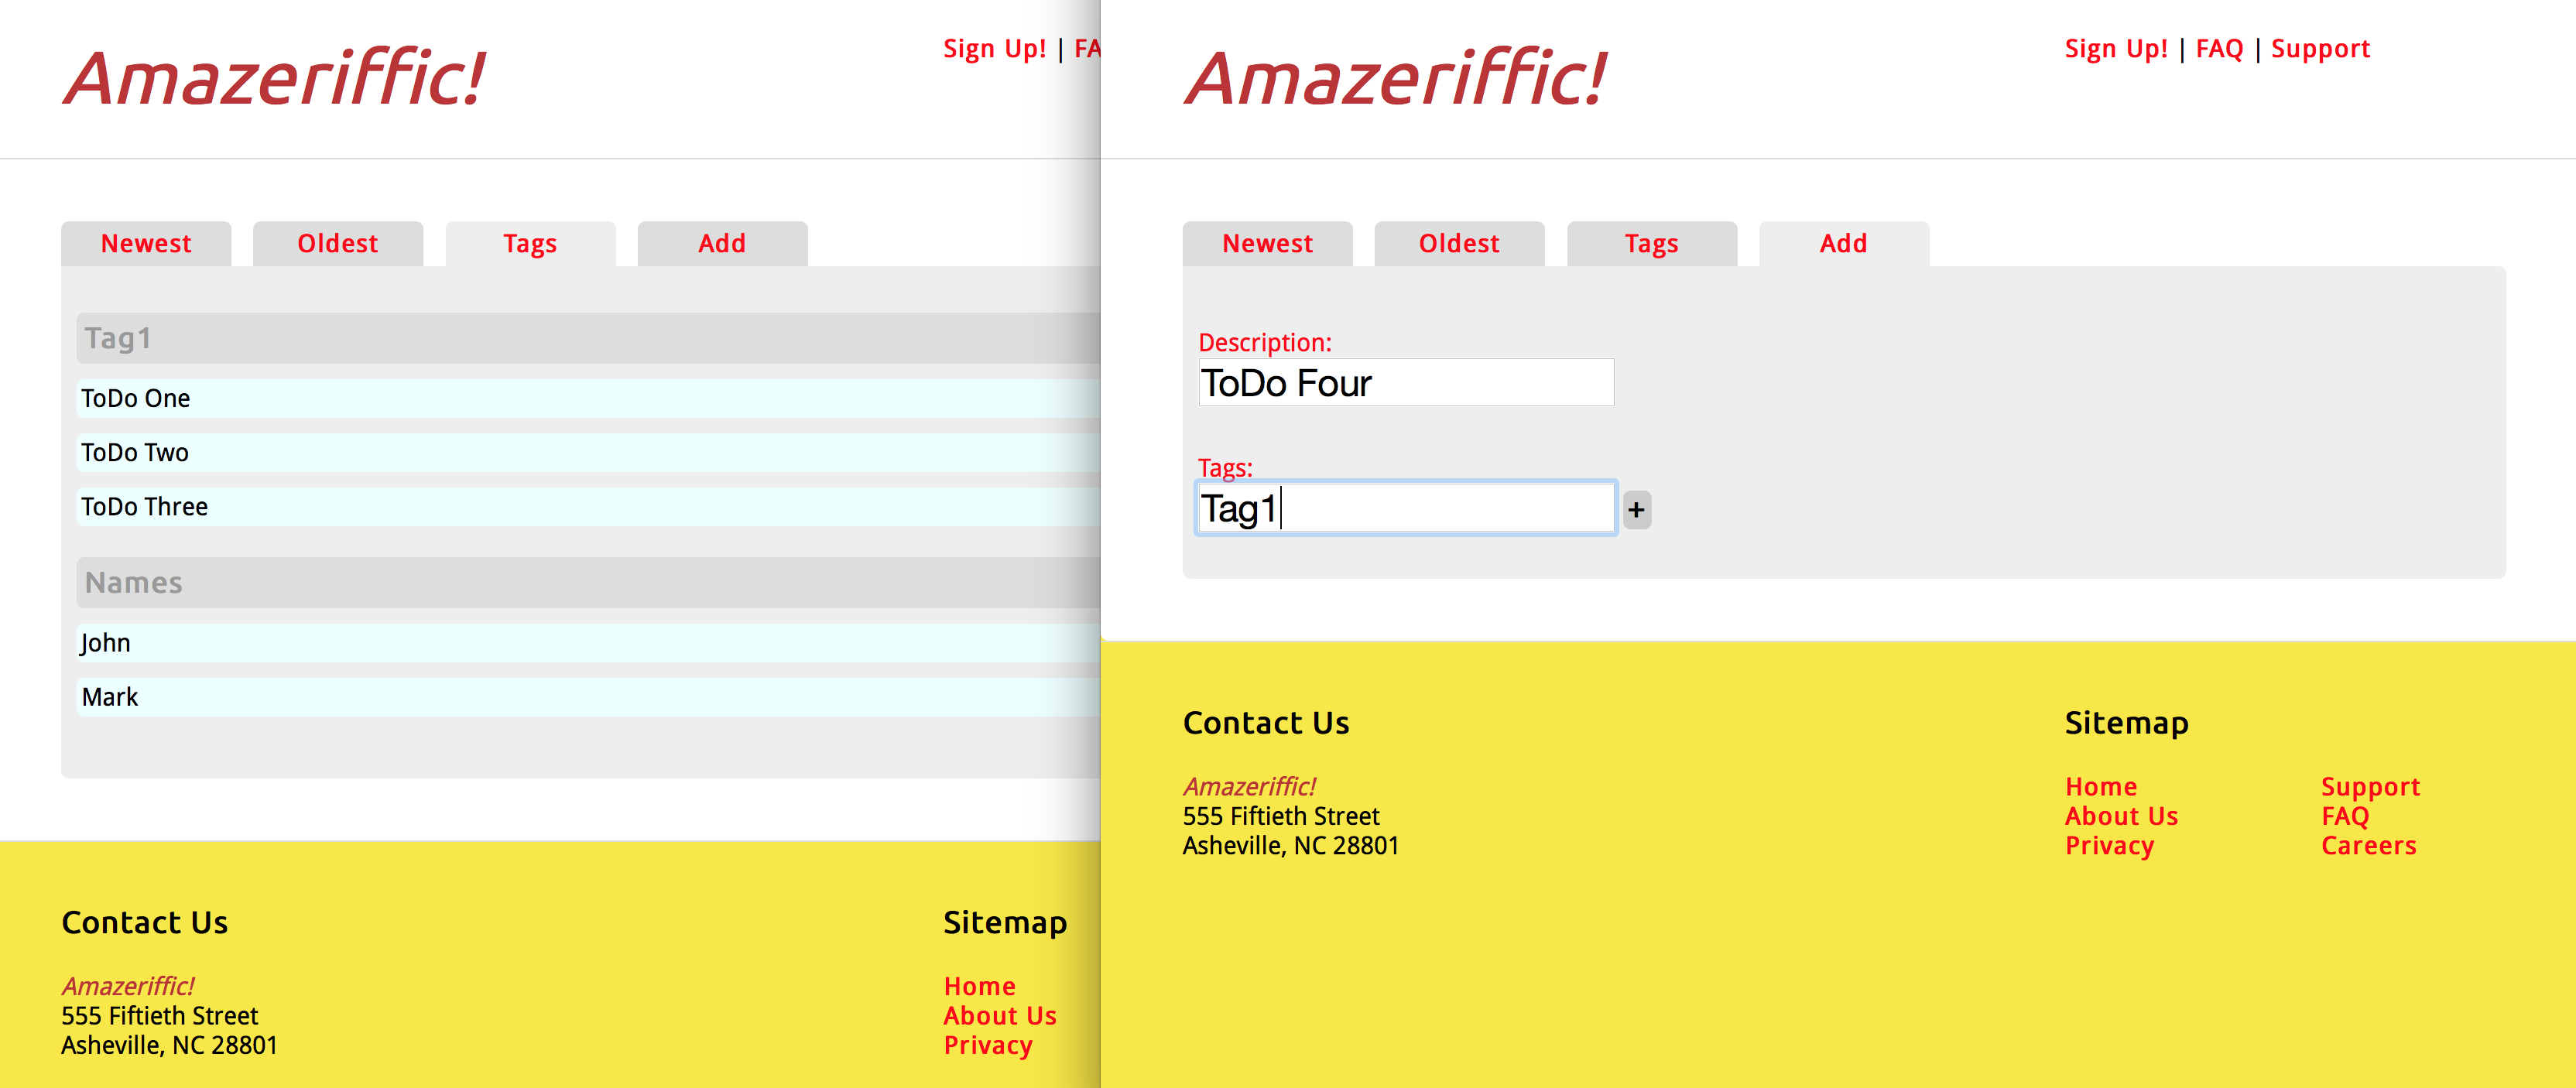 Amazeriffic!
Sign Up! | FA
Newest Oldest Tags Add
Tag1
ToDo One
ToDo Two
ToDo Three
Names
John
Mark
Contact Us
Amazeriffic!
555 Fiftieth Street
Asheville, NC 28801
Sitemap
Home
About Us
Privacy
Amazeriffic!
Sign Up! | FAQ | Support
Newest Oldest Tags Add
Description:
ToDo Four
Tags:
Tag1
+
Contact Us
Amazeriffic!
555 Fiftieth Street
Asheville, NC 28801
Sitemap
Home Support
About Us FAQ
Privacy Careers